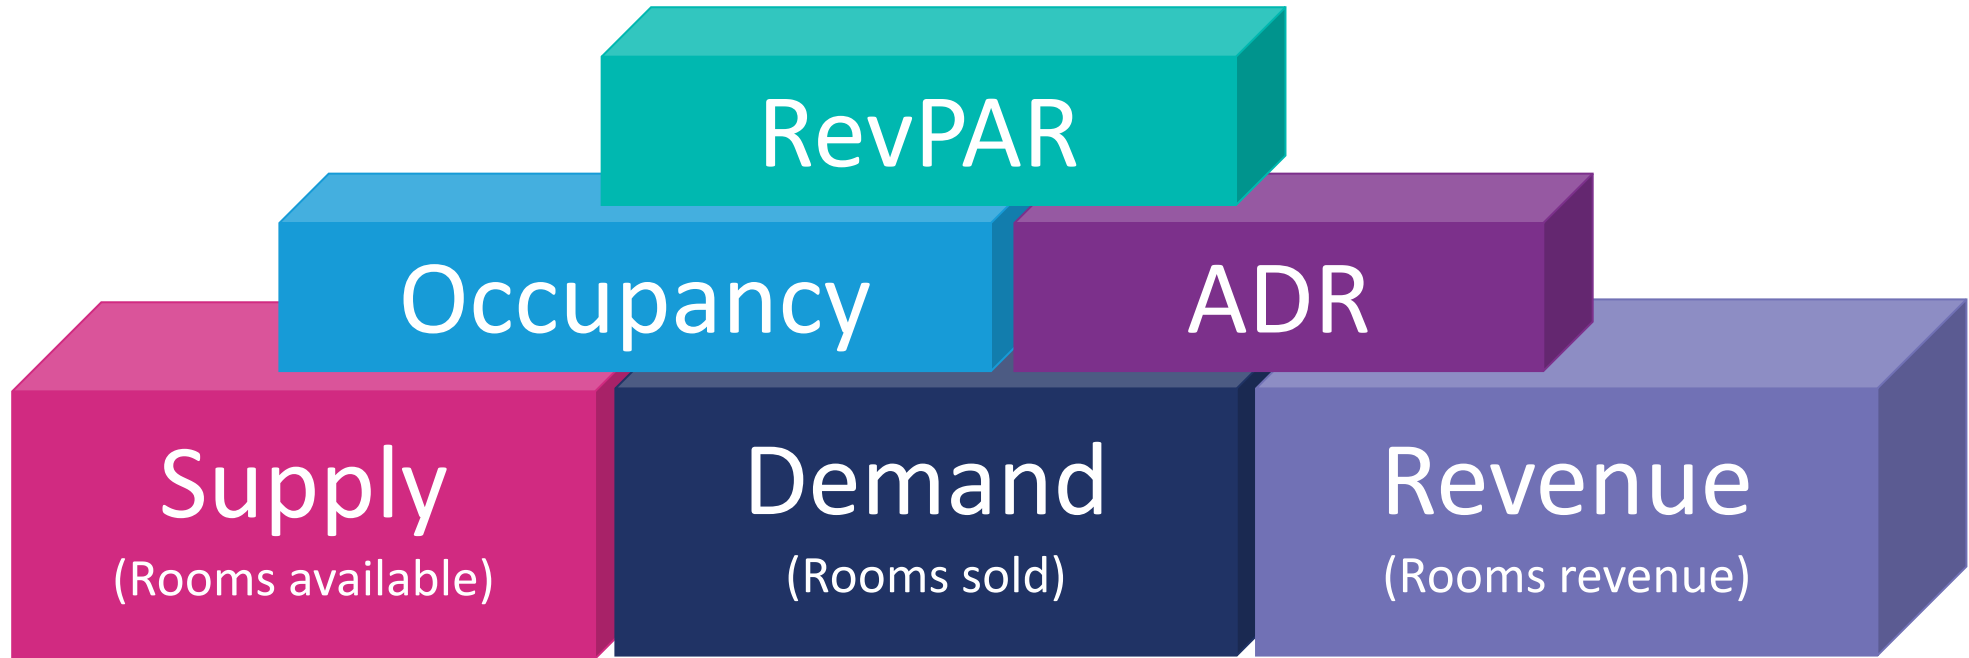 RevPAR
Occupancy
ADR
Supply
(Rooms available)
Demand
(Rooms sold)
Revenue
(Rooms revenue)